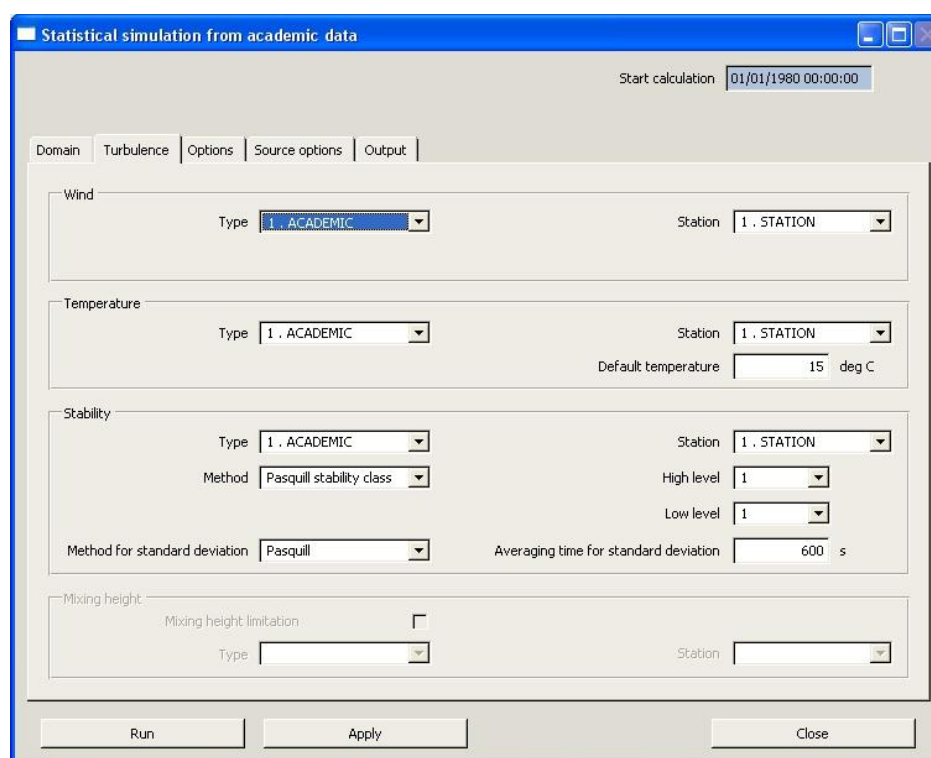 Statistical simulation from academic data
Start calculation 01/01/1980 00:00:00
Domain Turbulence Options Source options Output
Wind
Type 1 . ACADEMIC Station 1 . STATION
Temperature
Type 1 . ACADEMIC Station 1 . STATION
Default temperature 15 deg C
Stability
Type 1 . ACADEMIC Station 1 . STATION
Method Pasquill stability class High level 1
Low level 1
Method for standard deviation Pasquill Averaging time for standard deviation 600 s
Mixing height
Mixing height limitation
Type Station
Run Apply Close